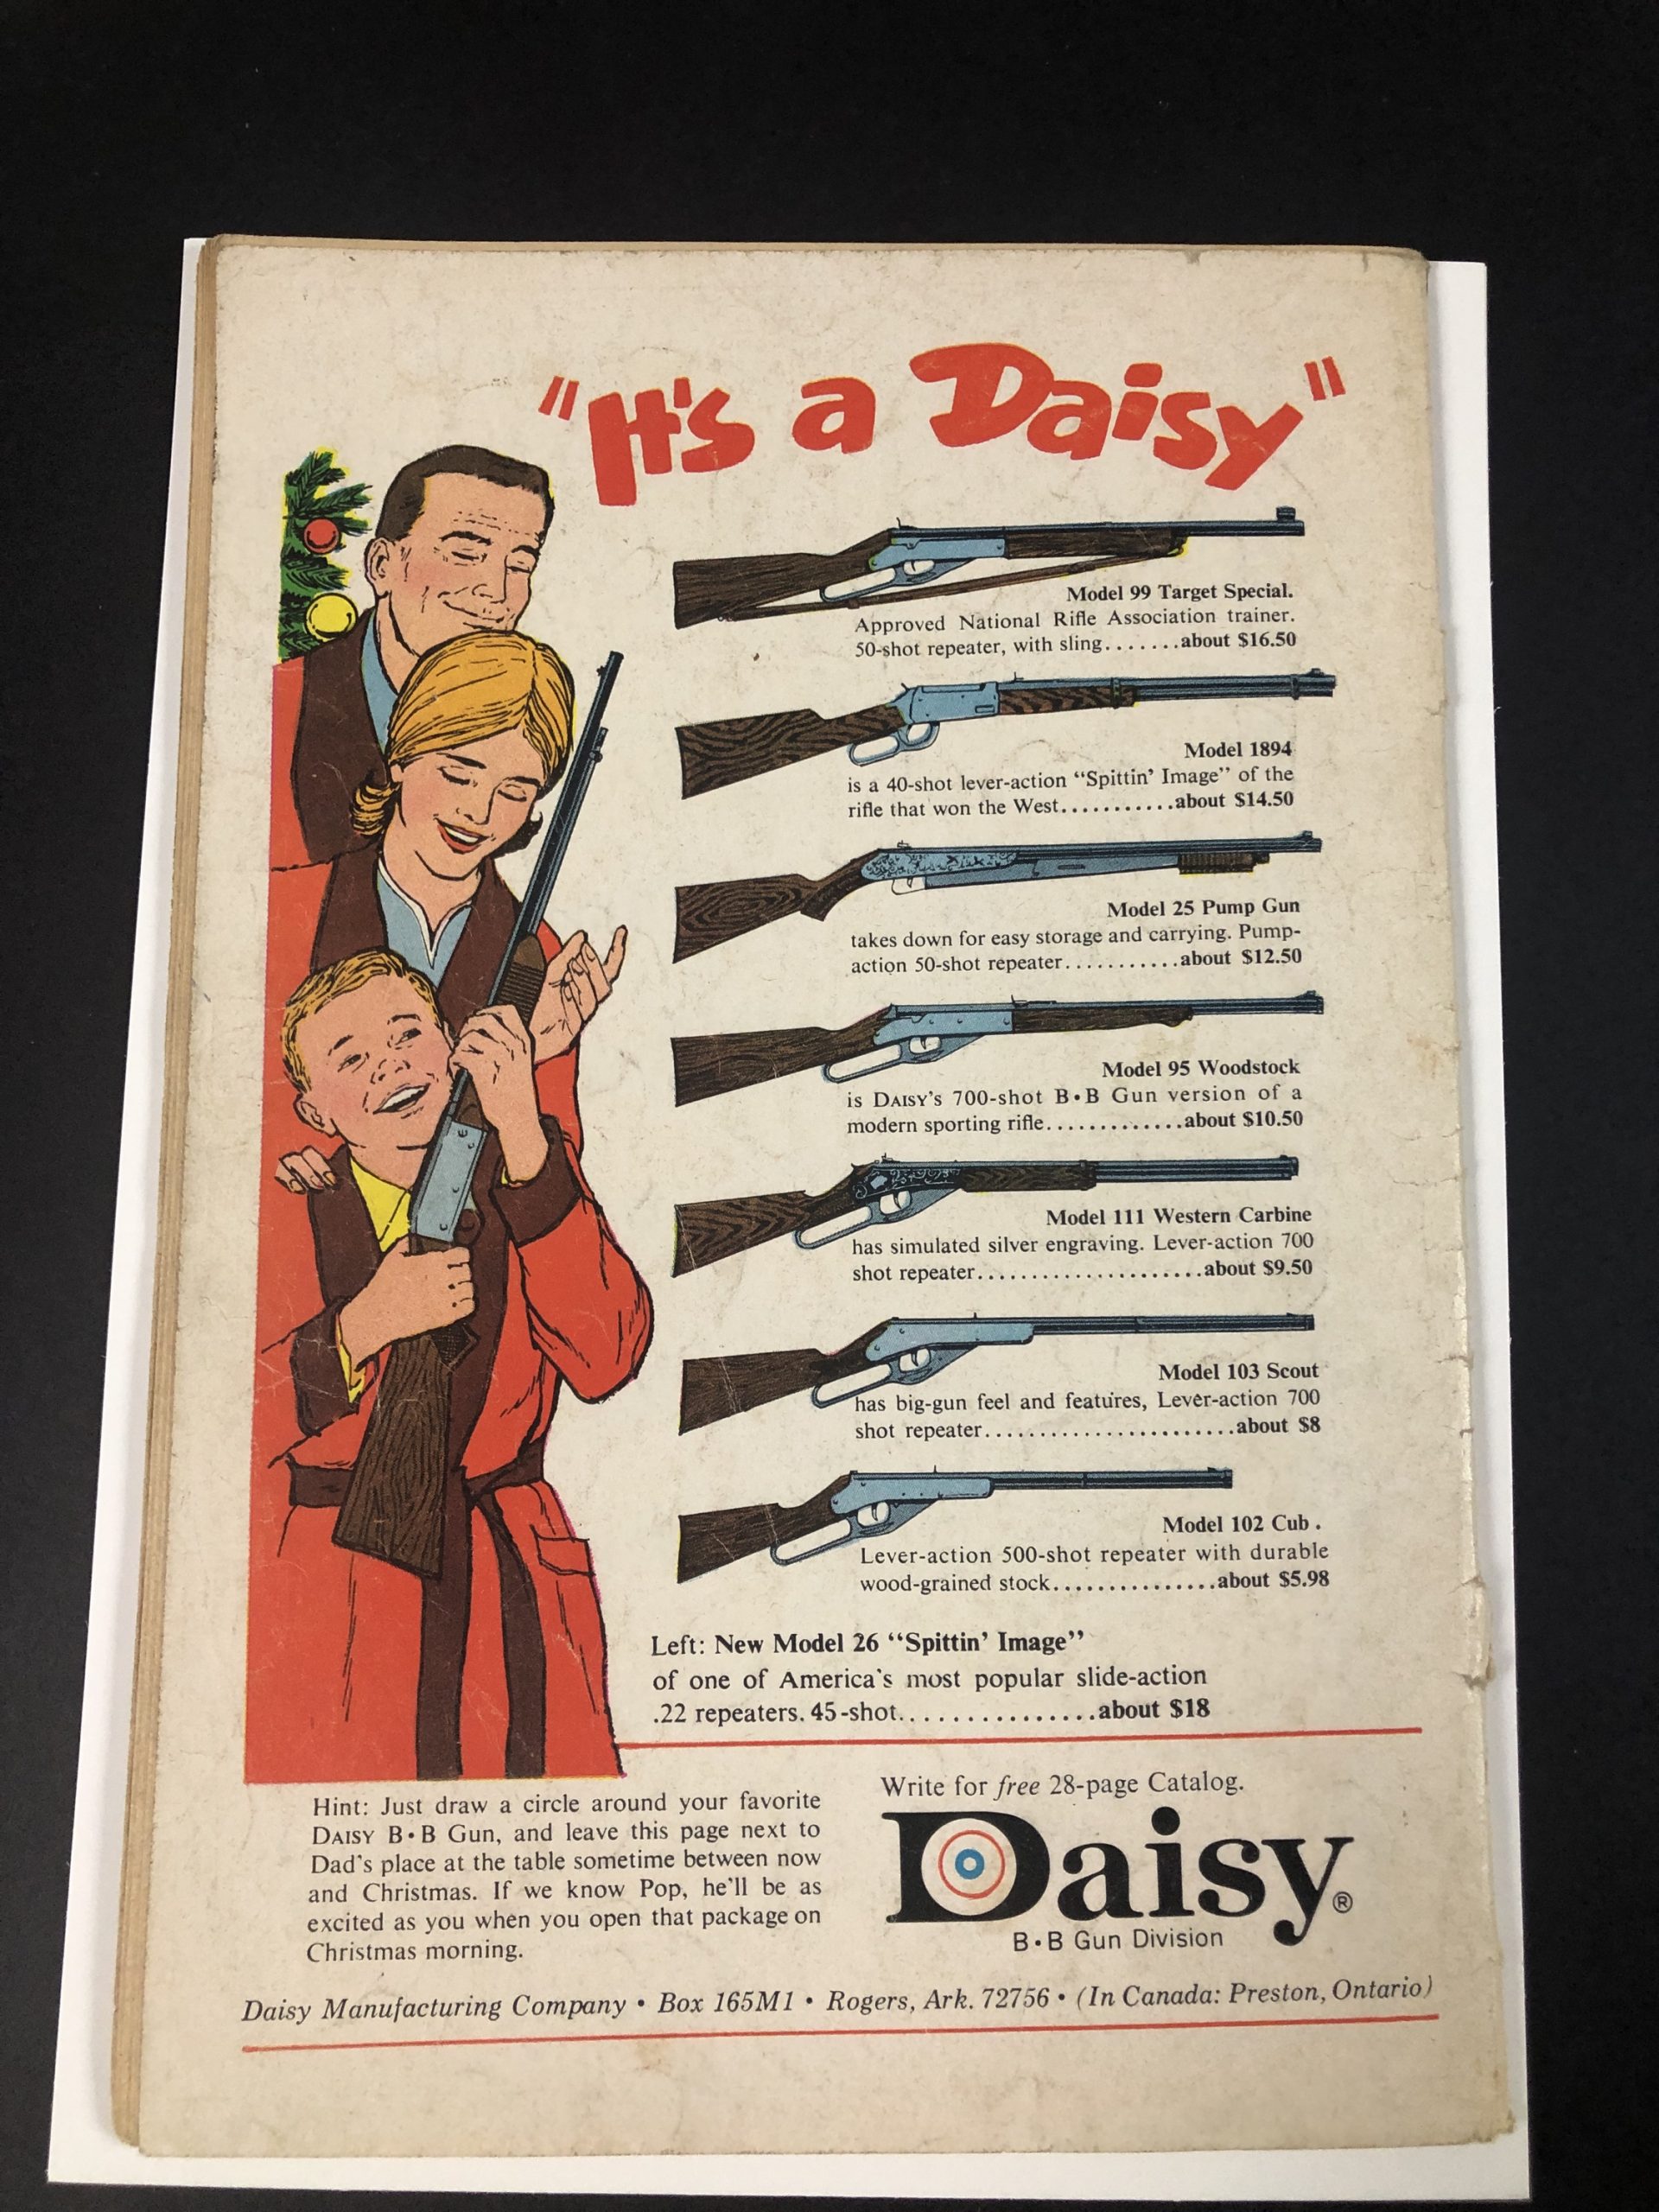 "It's a Daisy"
Model 99 Target Special.
Approved National Rifle Association trainer.
50-shot repeater, with sling.......about $16.50
Model 1894
is a 40-shot lever-action “Spittin’ Image” of the
rifle that won the West...........about $14.50
Model 25 Pump Gun
takes down for easy storage and carrying. Pump-
action 50-shot repeater...........about $12.50
Model 95 Woodstock
is DAISY’S 700-shot B•B Gun version of a
modern sporting rifle.............about $10.50
Model 111 Western Carbine
has simulated silver engraving. Lever-action 700
shot repeater.....................about $9.50
Model 103 Scout
has big-gun feel and features, Lever-action 700
shot repeater.......................about $8
Model 102 Cub.
Lever-action 500-shot repeater with durable
wood-grained stock...............about $5.98
Left: New Model 26 “Spittin’ Image”
of one of America’s most popular slide-action
.22 repeaters. 45-shot................about $18
Hint: Just draw a circle around your favorite
DAISY B•B Gun, and leave this page next to
Dad’s place at the table sometime between now
and Christmas. If we know Pop, he’ll be as
excited as you when you open that package on
Christmas morning.
Write for free 28-page Catalog.
Daisy®
B•B Gun Division
Daisy Manufacturing Company • Box 165M1 • Rogers, Ark. 72756 • (In Canada: Preston, Ontario)